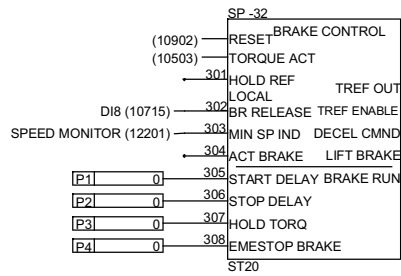 SP -32
BRAKE CONTROL
(10902) RESET
(10503) TORQUE ACT
301 HOLD REF
LOCAL TREF OUT
DI8 (10715) 302 BR RELEASE TREF ENABLE
SPEED MONITOR (12201) 303 MIN SP IND DECEL CMND
304 ACT BRAKE LIFT BRAKE
P1 0 305 START DELAY BRAKE RUN
P2 0 306 STOP DELAY
P3 0 307 HOLD TORQ
P4 0 308 EMESTOP BRAKE
ST20